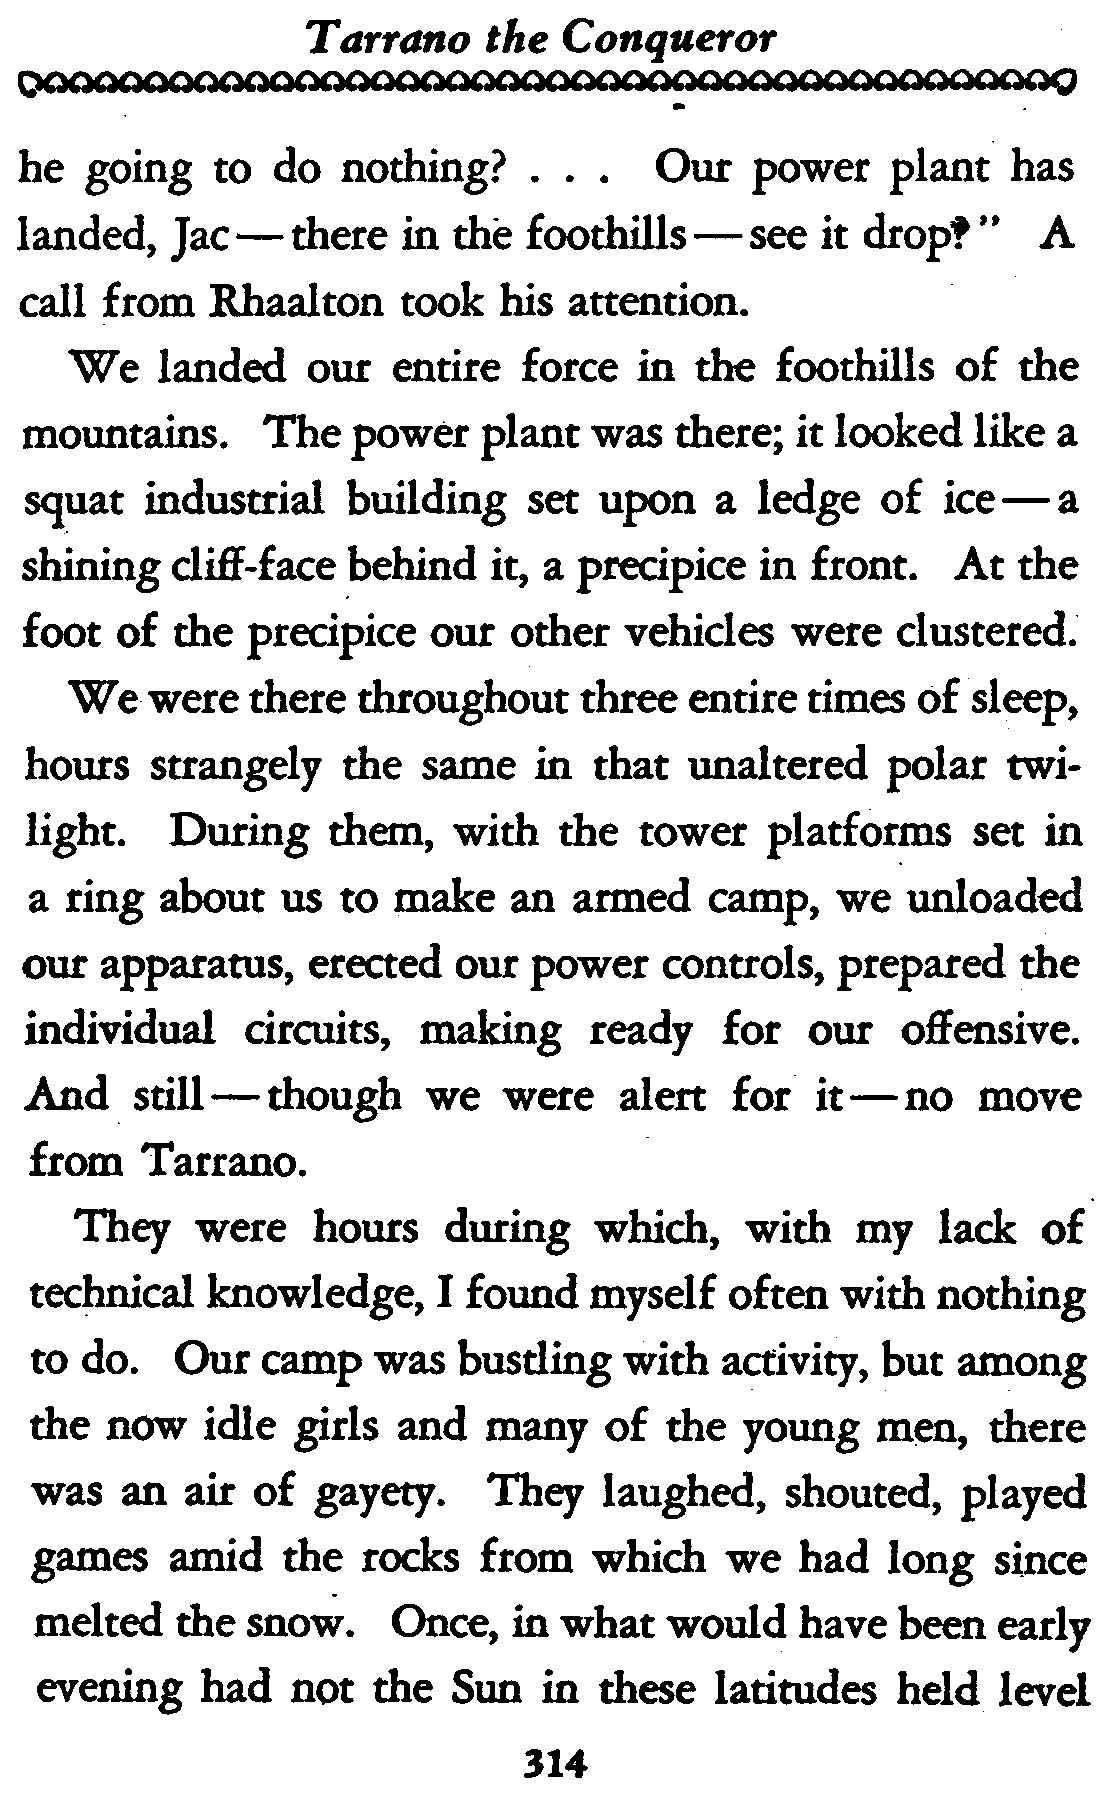 Tarrano the Conqueror
he going to do nothing? . . . Our power plant has
landed, Jac—there in the foothills—see it drop?" A
call from Rhaalton took his attention.
We landed our entire force in the foothills of the
mountains. The power plant was there; it looked like a
squat industrial building set upon a ledge of ice—a
shining cliff-face behind it, a precipice in front. At the
foot of the precipice our other vehicles were clustered.
We were there throughout three entire times of sleep,
hours strangely the same in that unaltered polar twi-
light. During them, with the tower platforms set in
a ring about us to make an armed camp, we unloaded
our apparatus, erected our power controls, prepared the
individual circuits, making ready for our offensive.
And still—though we were alert for it—no move
from Tarrano.
They were hours during which, with my lack of
technical knowledge, I found myself often with nothing
to do. Our camp was bustling with activity, but among
the now idle girls and many of the young men, there
was an air of gayety. They laughed, shouted, played
games amid the rocks from which we had long since
melted the snow. Once, in what would have been early
evening had not the Sun in these latitudes held level
314